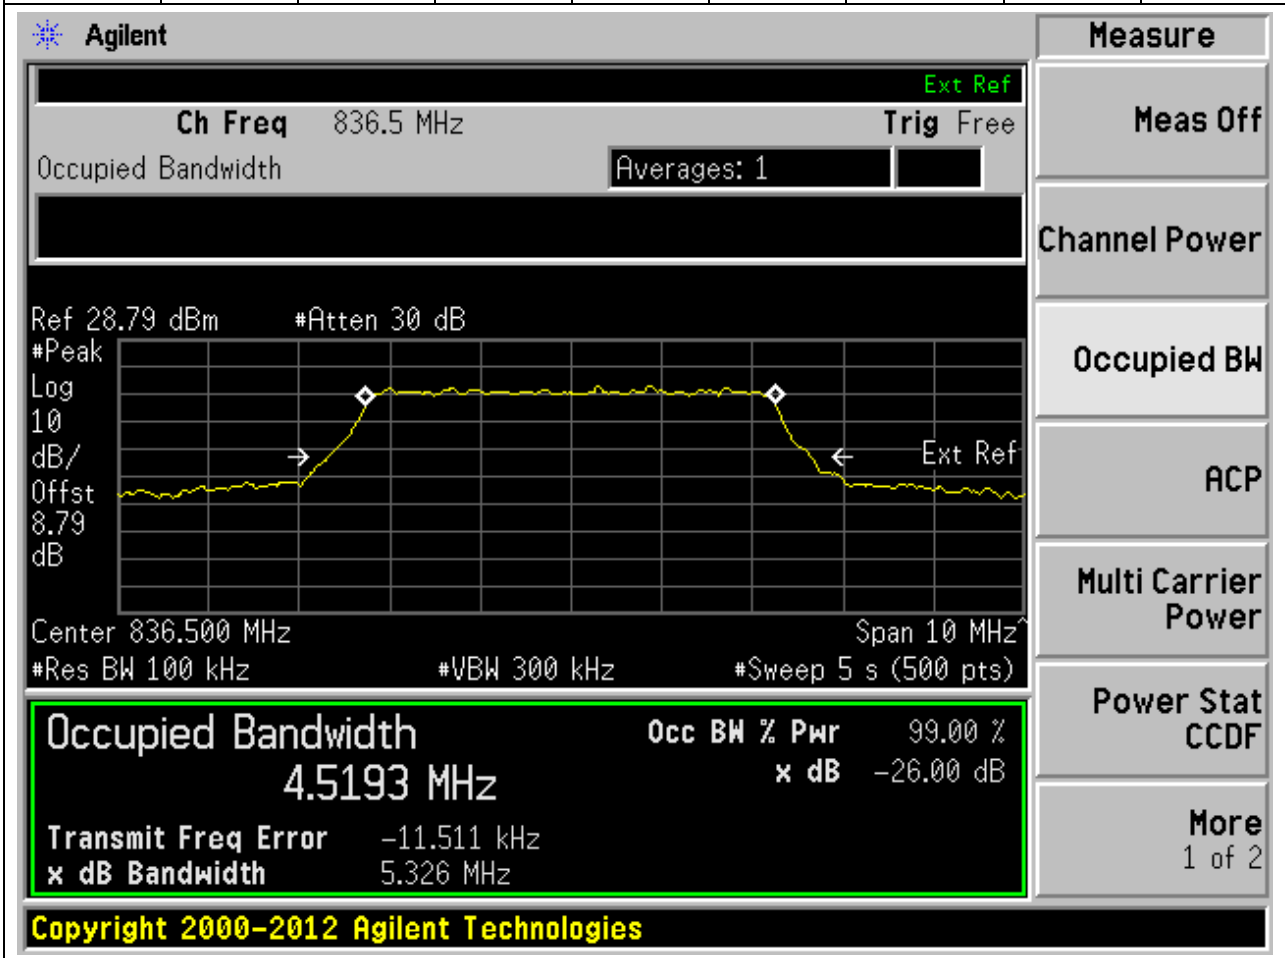 Agilent
Measure
Ext Ref
Ch Freq 836.5 MHz Trig Free
Meas Off
Occupied Bandwidth Averages: 1
Channel Power
Ref 28.79 dBm #Atten 30 dB
#Peak
Log
10
dB/
Offst
8.79
dB
Ext Ref
Occupied BW
ACP
Center 836.500 MHz Span 10 MHz^
#Res BW 100 kHz #VBW 300 kHz #Sweep 5 s (500 pts)
Multi Carrier
Power
Occupied Bandwidth Occ BW % Pwr 99.00 %
4.5193 MHz x dB -26.00 dB
Power Stat
CCDF
Transmit Freq Error -11.511 kHz
x dB Bandwidth 5.326 MHz
More
1 of 2
Copyright 2000-2012 Agilent Technologies